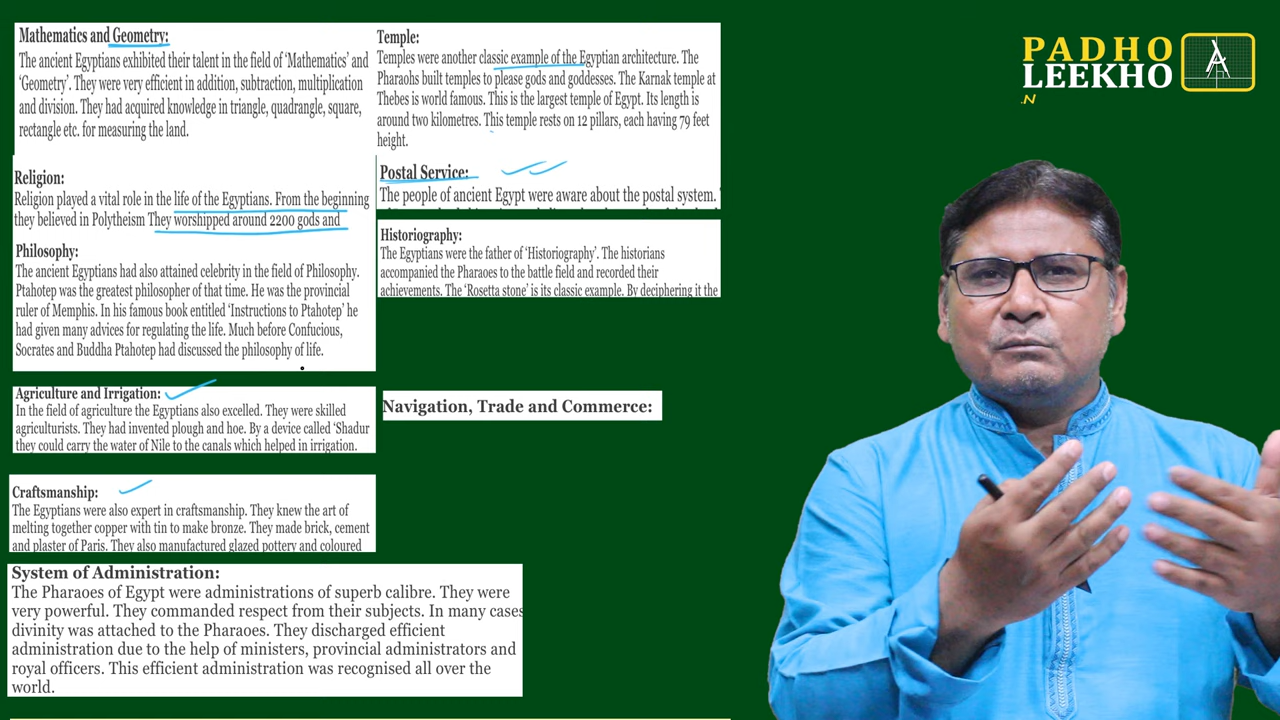 Mathematics and Geometry:
The ancient Egyptians exhibited their talent in the field of 'Mathematics' and
'Geometry'. They were very efficient in addition, subtraction, multiplication
and division. They had acquired knowledge in triangle, quadrangle, square,
rectangle etc. for measuring the land.
Religion:
Religion played a vital role in the life of the Egyptians. From the beginning
they believed in Polytheism They worshipped around 2200 gods and
Philosophy:
The ancient Egyptians had also attained celebrity in the field of Philosophy.
Ptahotep was the greatest philosopher of that time. He was the provincial
ruler of Memphis. In his famous book entitled 'Instructions to Ptahotep' he
had given many advices for regulating the life. Much before Confucious,
Socrates and Buddha Ptahotep had discussed the philosophy of life.
Agriculture and Irrigation:
In the field of agriculture the Egyptians also excelled. They were skilled
agriculturists. They had invented plough and hoe. By a device called 'Shadur
they could carry the water of Nile to the canals which helped in irrigation.
Craftsmanship:
The Egyptians were also expert in craftsmanship. They knew the art of
melting together copper with tin to make bronze. They made brick, cement
and plaster of Paris. They also manufactured glazed pottery and coloured
System of Administration:
The Pharaoes of Egypt were administrations of superb calibre. They were
very powerful. They commanded respect from their subjects. In many cases
divinity was attached to the Pharaoes. They discharged efficient
administration due to the help of ministers, provincial administrators and
royal officers. This efficient administration was recognised all over the
world.
Temple:
Temples were another classic example of the Egyptian architecture. The
Pharaohs built temples to please gods and goddesses. The Karnak temple at
Thebes is world famous. This is the largest temple of Egypt. Its length is
around two kilometres. This temple rests on 12 pillars, each having 79 feet
height.
Postal Service:
The people of ancient Egypt were aware about the postal system.
Historiography:
The Egyptians were the father of 'Historiography'. The historians
accompanied the Pharaoes to the battle field and recorded their
achievements. The 'Rosetta stone' is its classic example. By deciphering it the
Navigation, Trade and Commerce:
PADHO
LEEKHO
.N